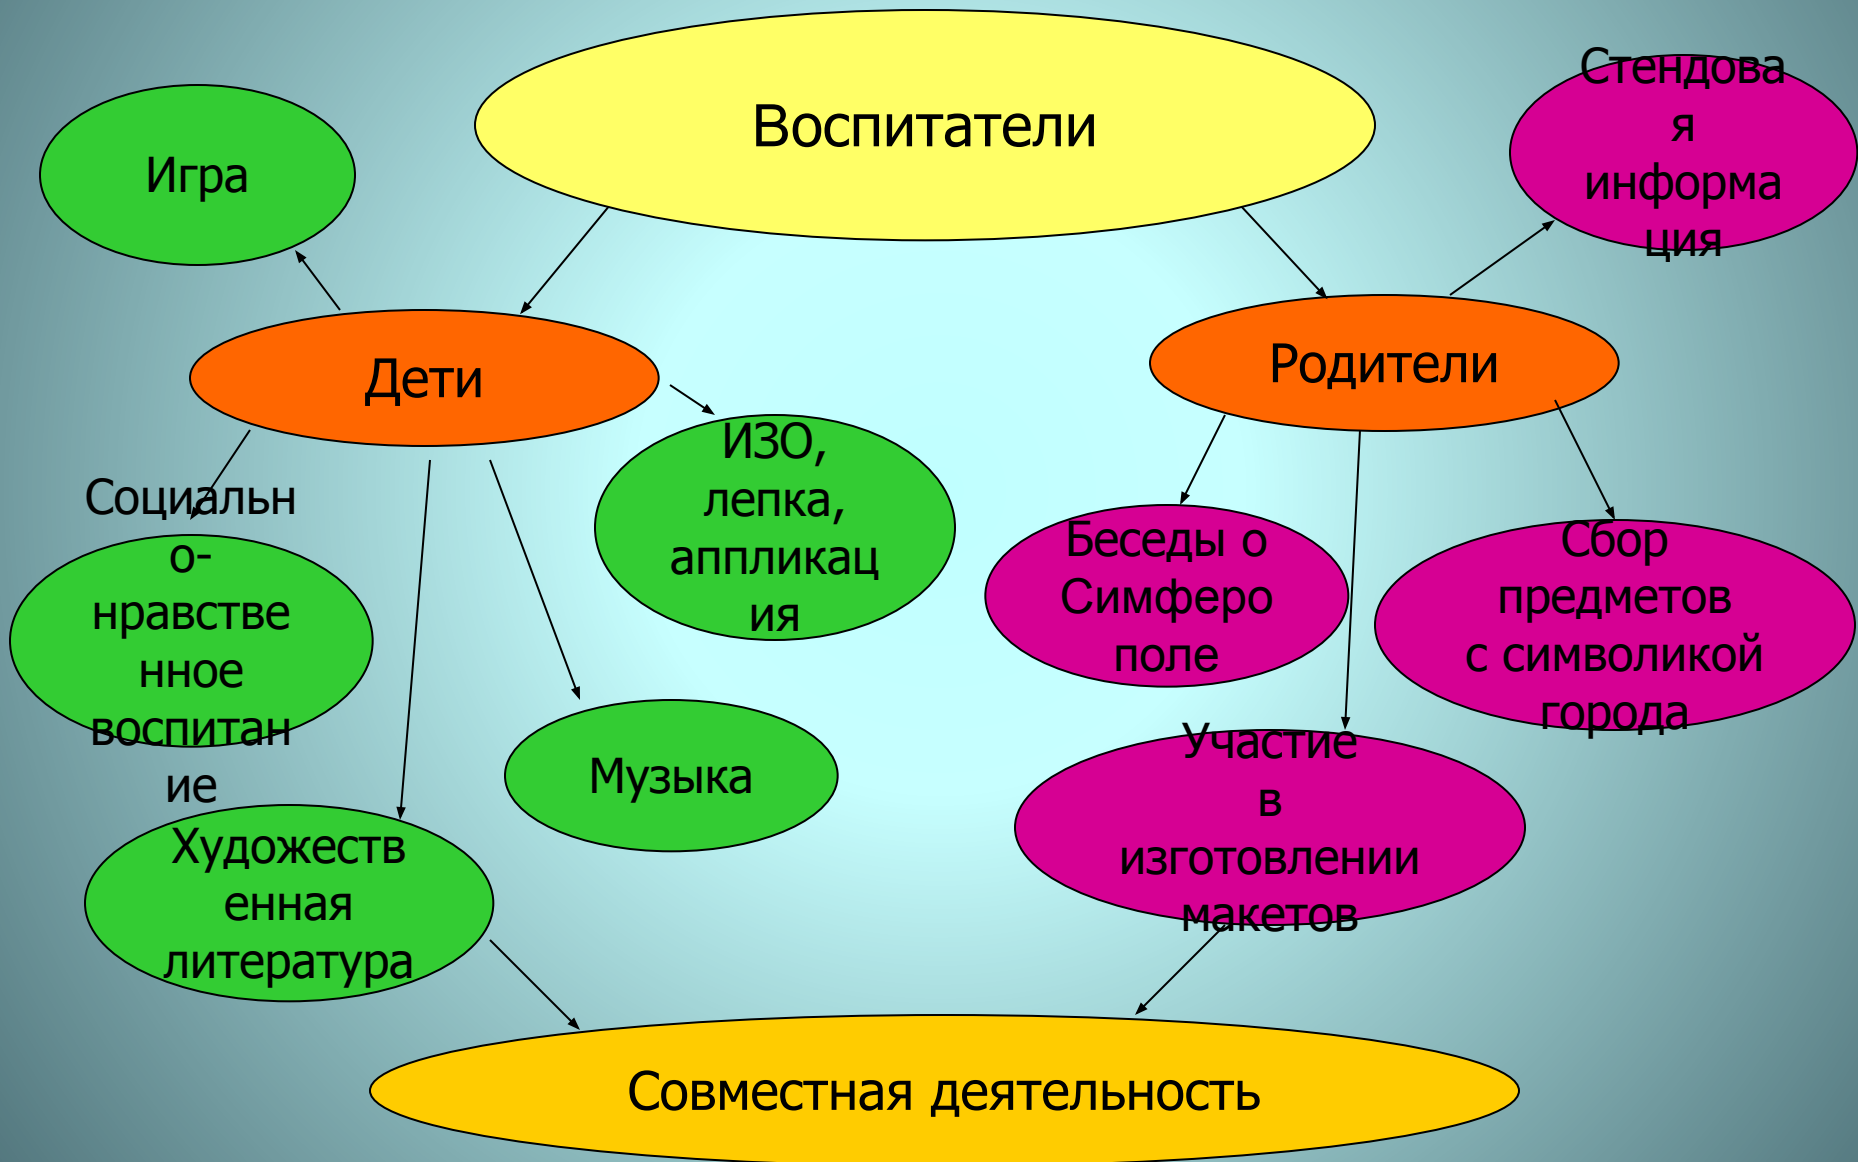 Воспитатели
Игра
Стендова
я
информа
ция
Дети
Родители
ИЗО,
лепка,
аппликац
ия
Социальн
о-
нравстве
нное
воспитан
ие
Беседы о
Симферо
поле
Сбор
предметов
с символикой
города
Музыка
Участие
в
изготовлении
макетов
Художеств
енная
литература
Совместная деятельность